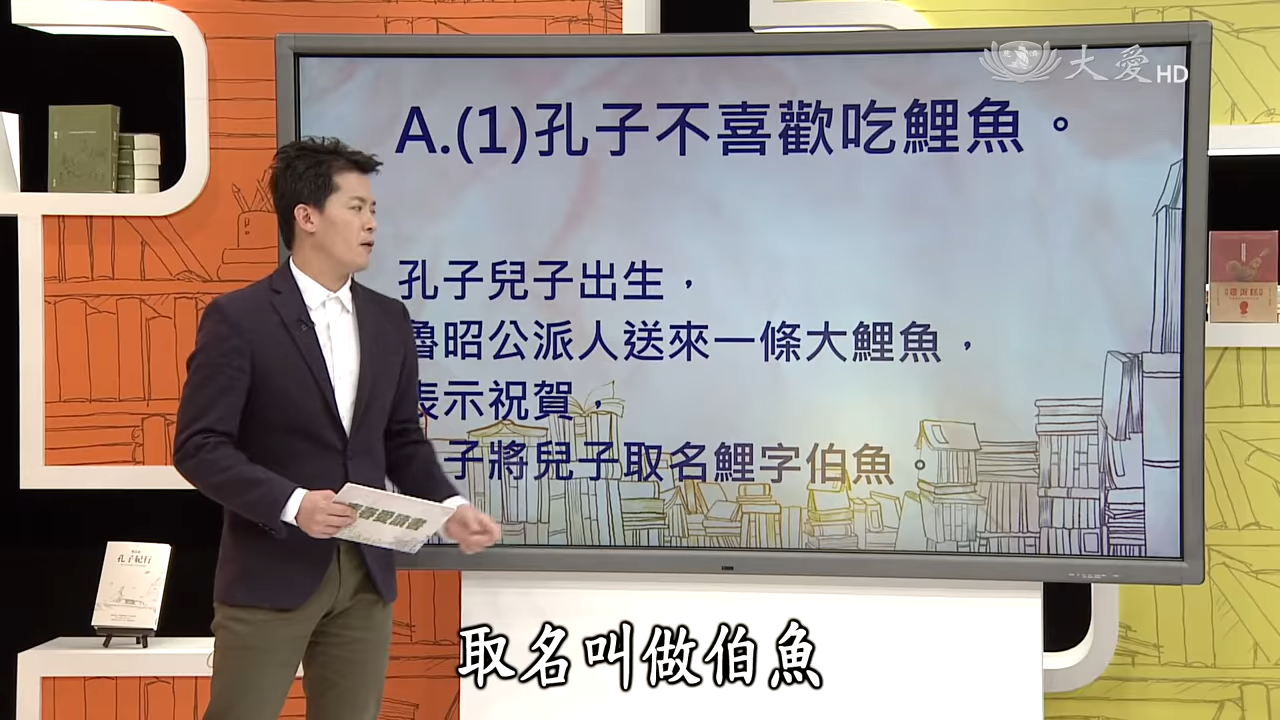 大愛HD
A.(1)孔子不喜歡吃鯉魚。
孔子兒子出生，
魯昭公派人送來一條大鯉魚，
表示祝賀，
子將兒子取名鯉字伯魚。
孔子紀行
取名叫做伯魚